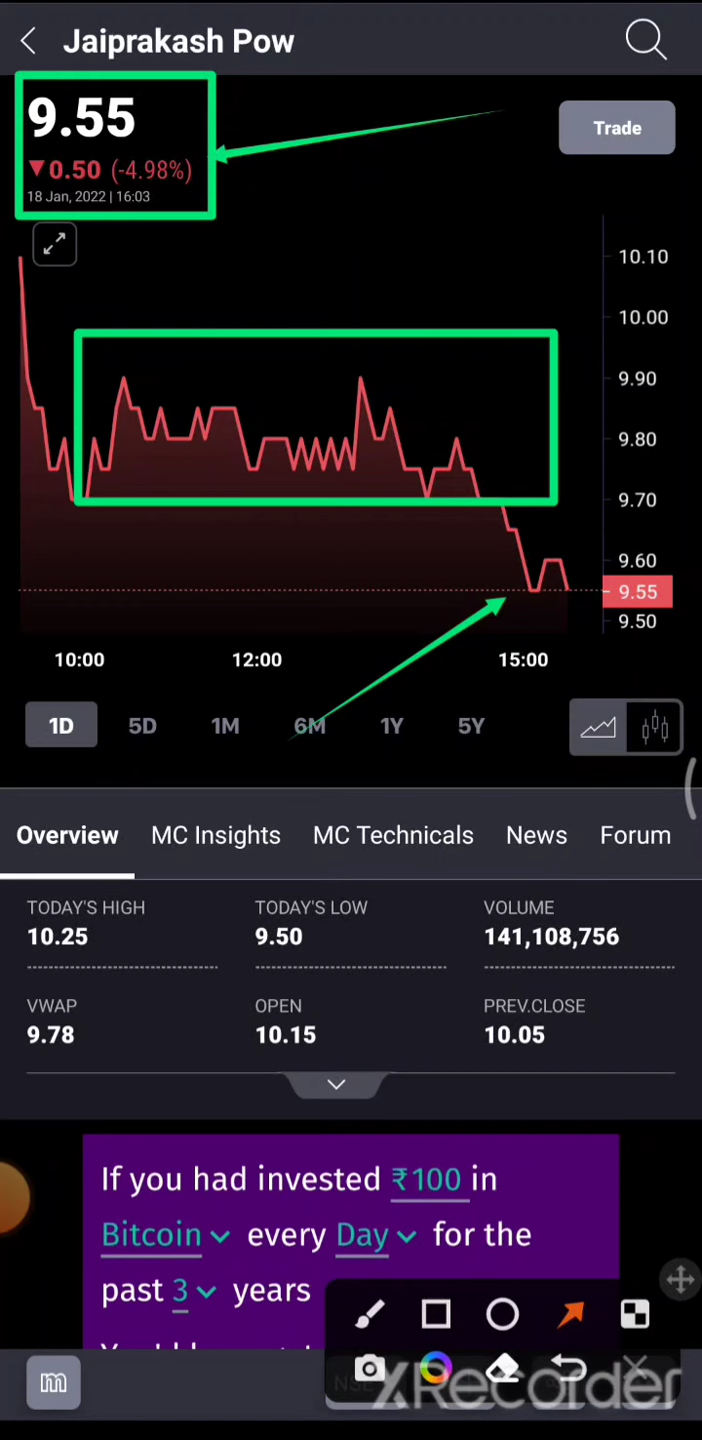 Jaiprakash Pow
9.55
▼0.50 (-4.98%)
18 Jan, 2022 | 16:03
Trade
10.10
10.00
9.90
9.80
9.70
9.60
9.55
9.50
10:00 12:00 15:00
1D 5D 1M 6M 1Y 5Y
Overview MC Insights MC Technicals News Forum
TODAY'S HIGH TODAY'S LOW VOLUME
10.25 9.50 141,108,756
VWAP OPEN PREV.CLOSE
9.78 10.15 10.05
If you had invested ₹100 in
Bitcoin every Day for the
past 3 years
m
XRecorder